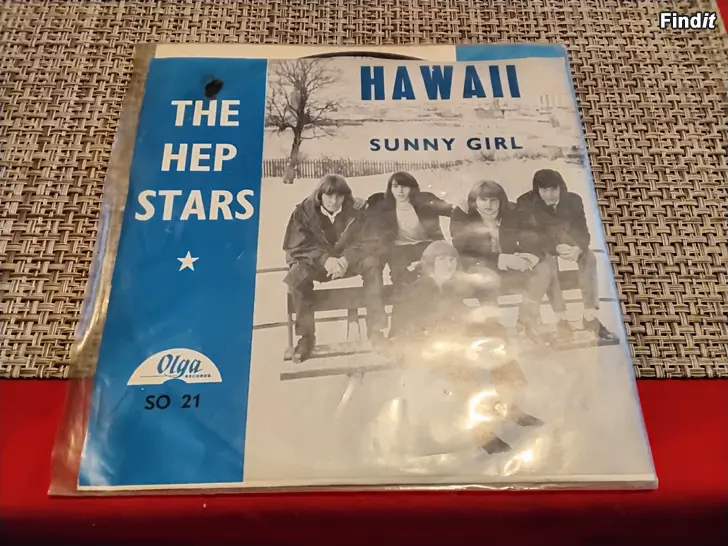 Findit
THE
HEP
STARS
HAWAII
SUNNY GIRL
Olga
RECORDS
SO 21